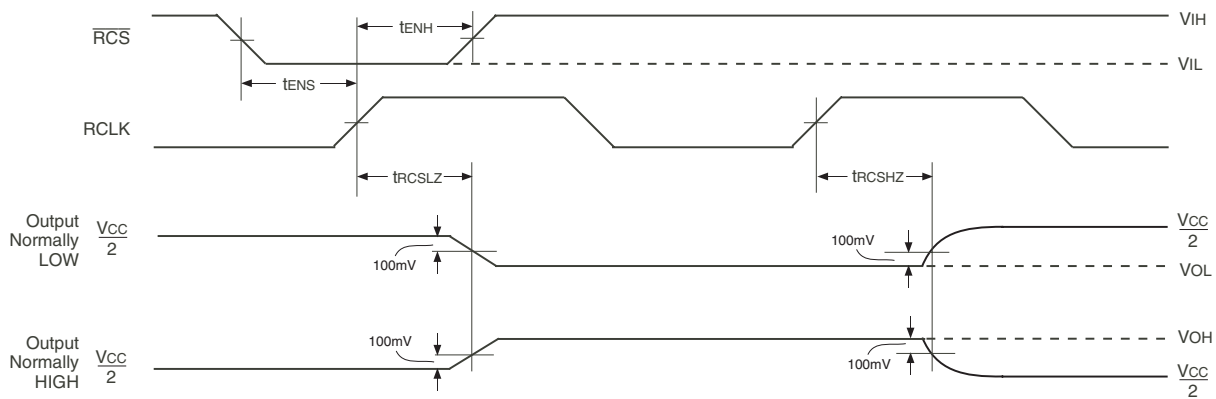 RCS
tENH
VIH
VIL
tENS
RCLK
tRCSLZ
tRCSHZ
Output
Normally
LOW
VCC
2
100mV
100mV
VCC
2
VOL
Output
Normally
HIGH
VCC
2
100mV
100mV
VOH
VCC
2